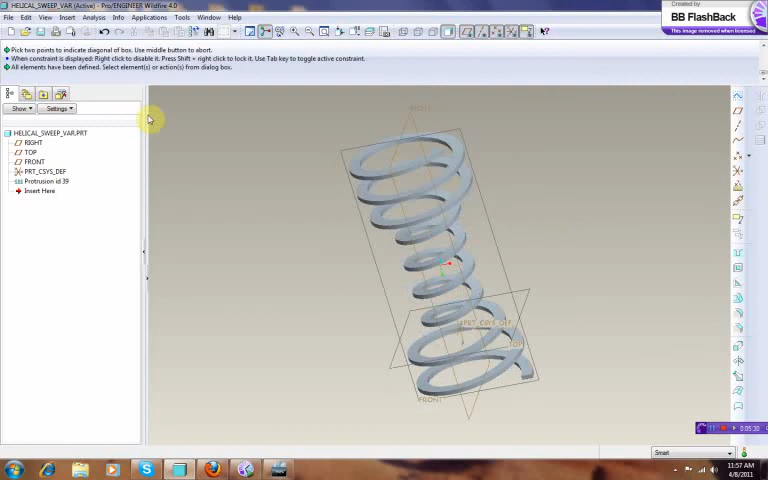 HELICAL_SWEEP_VAR (Active) - Pro/ENGINEER Wildfire 4.0
Created by
BB FlashBack
This image removed when licensed
File Edit View Insert Analysis Info Applications Tools Window Help
Pick two points to indicate diagonal of box. Use middle button to abort.
When constraint is displayed: Right click to disable it. Press Shift + right click to lock it. Use Tab key to toggle active constraint.
All elements have been defined. Select element(s) or action(s) from dialog box.
Show
Settings
HELICAL_SWEEP_VAR.PRT
RIGHT
TOP
FRONT
PRT_CSYS_DEF
Protrusion id 39
Insert Here
RIGHT
PRT_CSYS_DEF
TOP
FRONT
0:05:30
Smart
11:57 AM
4/8/2011